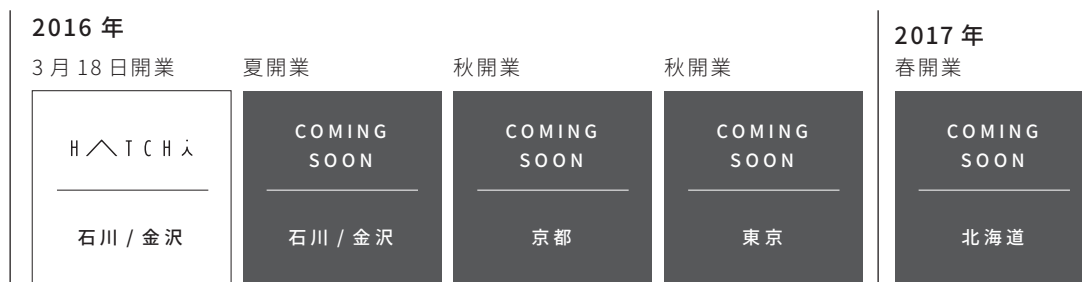 2016 年
3 月 18 日開業
HATCHi
石川 / 金沢
夏開業
COMING
SOON
石川 / 金沢
秋開業
COMING
SOON
京都
秋開業
COMING
SOON
東京
2017 年
春開業
COMING
SOON
北海道